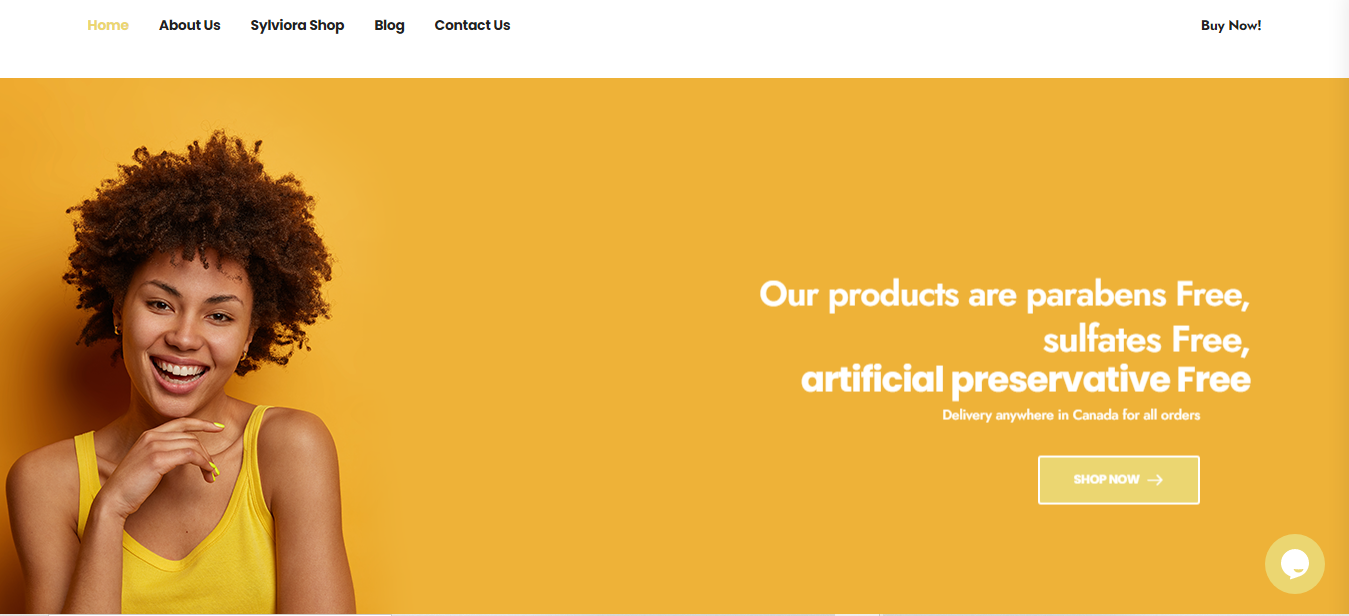 Home About Us Sylviora Shop Blog Contact Us Buy Now!
Our products are parabens Free,
sulfates Free,
artificial preservative Free
Delivery anywhere in Canada for all orders
SHOP NOW →